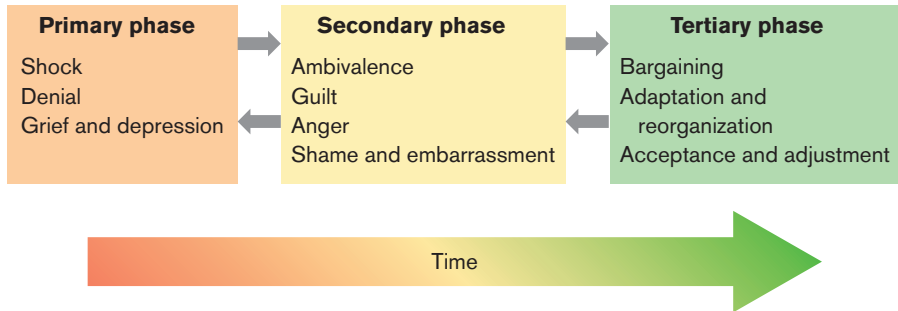 Primary phase
Shock
Denial
Grief and depression
Secondary phase
Ambivalence
Guilt
Anger
Shame and embarrassment
Tertiary phase
Bargaining
Adaptation and
reorganization
Acceptance and adjustment
Time